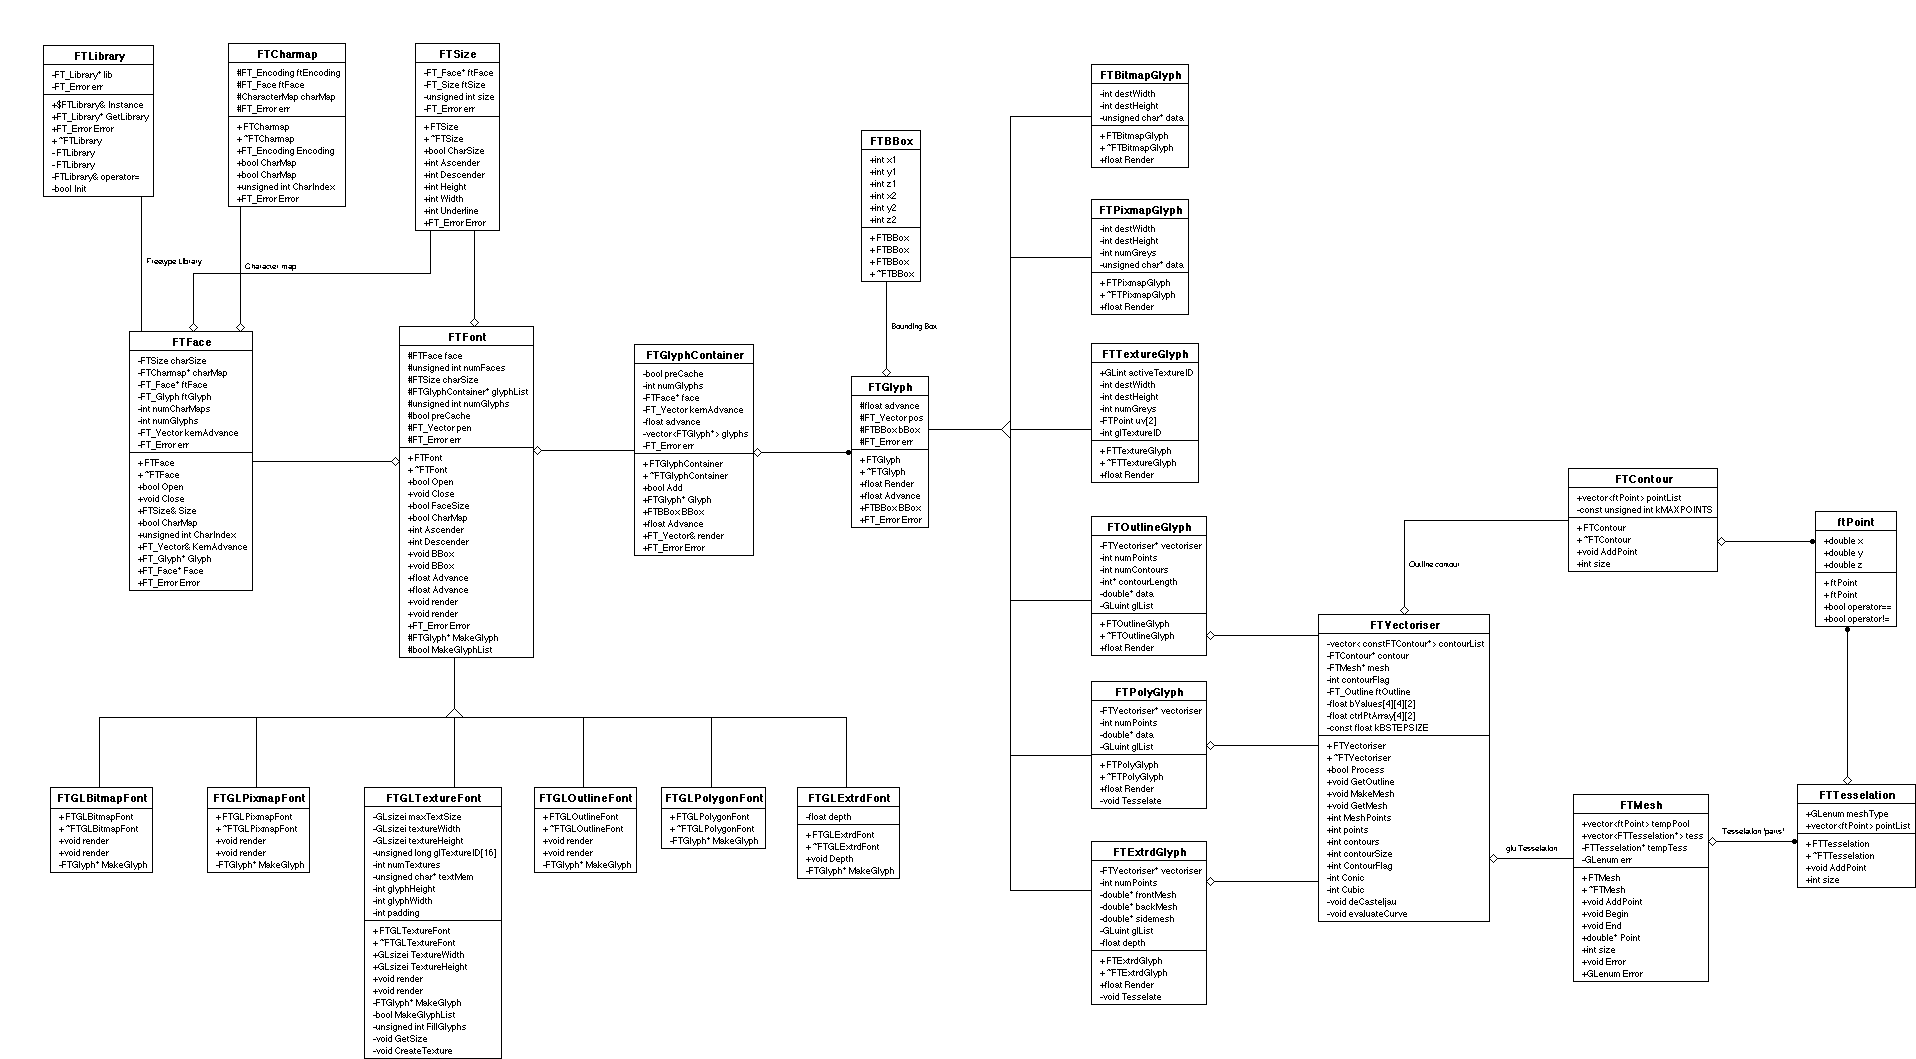 FTLibrary
-FT_Library* lib
-FT_Error err
+$FTLibrary& Instance
+FT_Library* GetLibrary
+FT_Error Error
+~FTLibrary
-FTLibrary
-FTLibrary
-FTLibrary& operator=
-bool Init
FTCharmap
#FT_Encoding ftEncoding
#FT_Face ftFace
#CharacterMap charMap
#FT_Error err
+FTCharmap
+~FTCharmap
+FT_Encoding Encoding
+bool CharMap
+bool CharMap
+unsigned int CharIndex
+FT_Error Error
FTSize
-FT_Face* ftFace
-FT_Size ftSize
-unsigned int size
-FT_Error err
+FTSize
+~FTSize
+bool CharSize
+int Ascender
+int Descender
+int Height
+int Width
+int Underline
+FT_Error Error
Freetype Library
Character map
FTFace
-FTSize charSize
-FTCharmap* charMap
-FT_Face* ftFace
-FT_Glyph ftGlyph
-int numCharMaps
-int numGlyphs
-FT_Vector kernAdvance
-FT_Error err
+FTFace
+~FTFace
+bool Open
+void Close
+FTSize& Size
+bool CharMap
+unsigned int CharIndex
+FT_Vector& KernAdvance
+FT_Glyph* Glyph
+FT_Face* Face
+FT_Error Error
FTFont
#FTFace face
#unsigned int numFaces
#FTSize charSize
#FTGlyphContainer* glyphList
#unsigned int numGlyphs
#bool preCache
#FT_Vector pen
#FT_Error err
+FTFont
+~FTFont
+bool Open
+void Close
+bool FaceSize
+bool CharMap
+int Ascender
+int Descender
+void BBox
+void BBox
+float Advance
+float Advance
+void render
+void render
+FT_Error Error
#FTGlyph* MakeGlyph
#bool MakeGlyphList
FTGlyphContainer
-bool preCache
-int numGlyphs
-FTFace* face
-FT_Vector kernAdvance
-float advance
-vector<FTGlyph*> glyphs
-FT_Error err
+FTGlyphContainer
+~FTGlyphContainer
+bool Add
+FTGlyph* Glyph
+FTBBox BBox
+float Advance
+FT_Vector& render
+FT_Error Error
FTBBox
+int x1
+int y1
+int z1
+int x2
+int y2
+int z2
+FTBBox
+FTBBox
+FTBBox
+~FTBBox
Bounding Box
FTGlyph
#float advance
#FT_Vector pos
#FTBBox bBox
#FT_Error err
+FTGlyph
+~FTGlyph
+float Render
+float Advance
+FTBBox BBox
+FT_Error Error
FTBitmapGlyph
-int destWidth
-int destHeight
-unsigned char* data
+FTBitmapGlyph
+~FTBitmapGlyph
+float Render
FTPixmapGlyph
-int destWidth
-int destHeight
-int numGreys
-unsigned char* data
+FTPixmapGlyph
+~FTPixmapGlyph
+float Render
FTTextureGlyph
+GLint activeTextureID
-int destWidth
-int destHeight
-int numGreys
-FTPoint uv[2]
-int glTextureID
+FTTextureGlyph
+~FTTextureGlyph
+float Render
FTOutlineGlyph
-FTVectoriser* vectoriser
-int numPoints
-int numContours
-int* contourLength
-double* data
-GLuint glList
+FTOutlineGlyph
+~FTOutlineGlyph
+float Render
FTPolyGlyph
-FTVectoriser* vectoriser
-int numPoints
-double* data
-GLuint glList
+FTPolyGlyph
+~FTPolyGlyph
+float Render
-void Tesselate
FTExtrdGlyph
-FTVectoriser* vectoriser
-int numPoints
-double* frontMesh
-double* backMesh
-double* sidemesh
-GLuint glList
-float depth
+FTExtrdGlyph
+~FTExtrdGlyph
+float Render
-void Tesselate
FTContour
+vector<ftPoint> pointList
-const unsigned int kMAXPOINTS
+FTContour
+~FTContour
+void AddPoint
+int size
Outline contour
ftPoint
+double x
+double y
+double z
+ftPoint
+ftPoint
+bool operator==
+bool operator!=
FTVectoriser
-vector< constFTContour*> contourList
-FTContour* contour
-FTMesh* mesh
-int contourFlag
-FT_Outline ftOutline
-float bValues[4][4][2]
-float ctrlPtArray[4][2]
-const float kBSTEPSIZE
+FTVectoriser
+~FTVectoriser
+bool Process
+void GetOutline
+void MakeMesh
+void GetMesh
+int MeshPoints
+int points
+int contours
+int contourSize
+int ContourFlag
-int Conic
-int Cubic
-void deCasteljau
-void evaluateCurve
glu Tesselation
FTMesh
+vector<ftPoint> tempPool
+vector<FTTesselation*> tess
-FTTesselation* tempTess
-GLenum err
+FTMesh
+~FTMesh
+void AddPoint
+void Begin
+void End
+double* Point
+int size
+void Error
+GLenum Error
Tesselation 'parts'
FTTesselation
+GLenum meshType
+vector<ftPoint> pointList
+FTTesselation
+~FTTesselation
+void AddPoint
+int size
FTGLBitmapFont
+FTGLBitmapFont
+~FTGLBitmapFont
+void render
+void render
-FTGlyph* MakeGlyph
FTGLPixmapFont
+FTGLPixmapFont
+~FTGLPixmapFont
+void render
+void render
-FTGlyph* MakeGlyph
FTGLTextureFont
-GLsizei maxTextSize
-GLsizei textureWidth
-GLsizei textureHeight
-unsigned long glTextureID[16]
-int numTextures
-unsigned char* textMem
-int glyphHeight
-int glyphWidth
-int padding
+FTGLTextureFont
+~FTGLTextureFont
+GLsizei TextureWidth
+GLsizei TextureHeight
+void render
+void render
-FTGlyph* MakeGlyph
-bool MakeGlyphList
-unsigned int FillGlyphs
-void GetSize
-void CreateTexture
FTGLOutlineFont
+FTGLOutlineFont
+~FTGLOutlineFont
+void render
+void render
-FTGlyph* MakeGlyph
FTGLPolygonFont
+FTGLPolygonFont
+~FTGLPolygonFont
-FTGlyph* MakeGlyph
FTGLExtrdFont
-float depth
+FTGLExtrdFont
+~FTGLExtrdFont
+void Depth
-FTGlyph* MakeGlyph